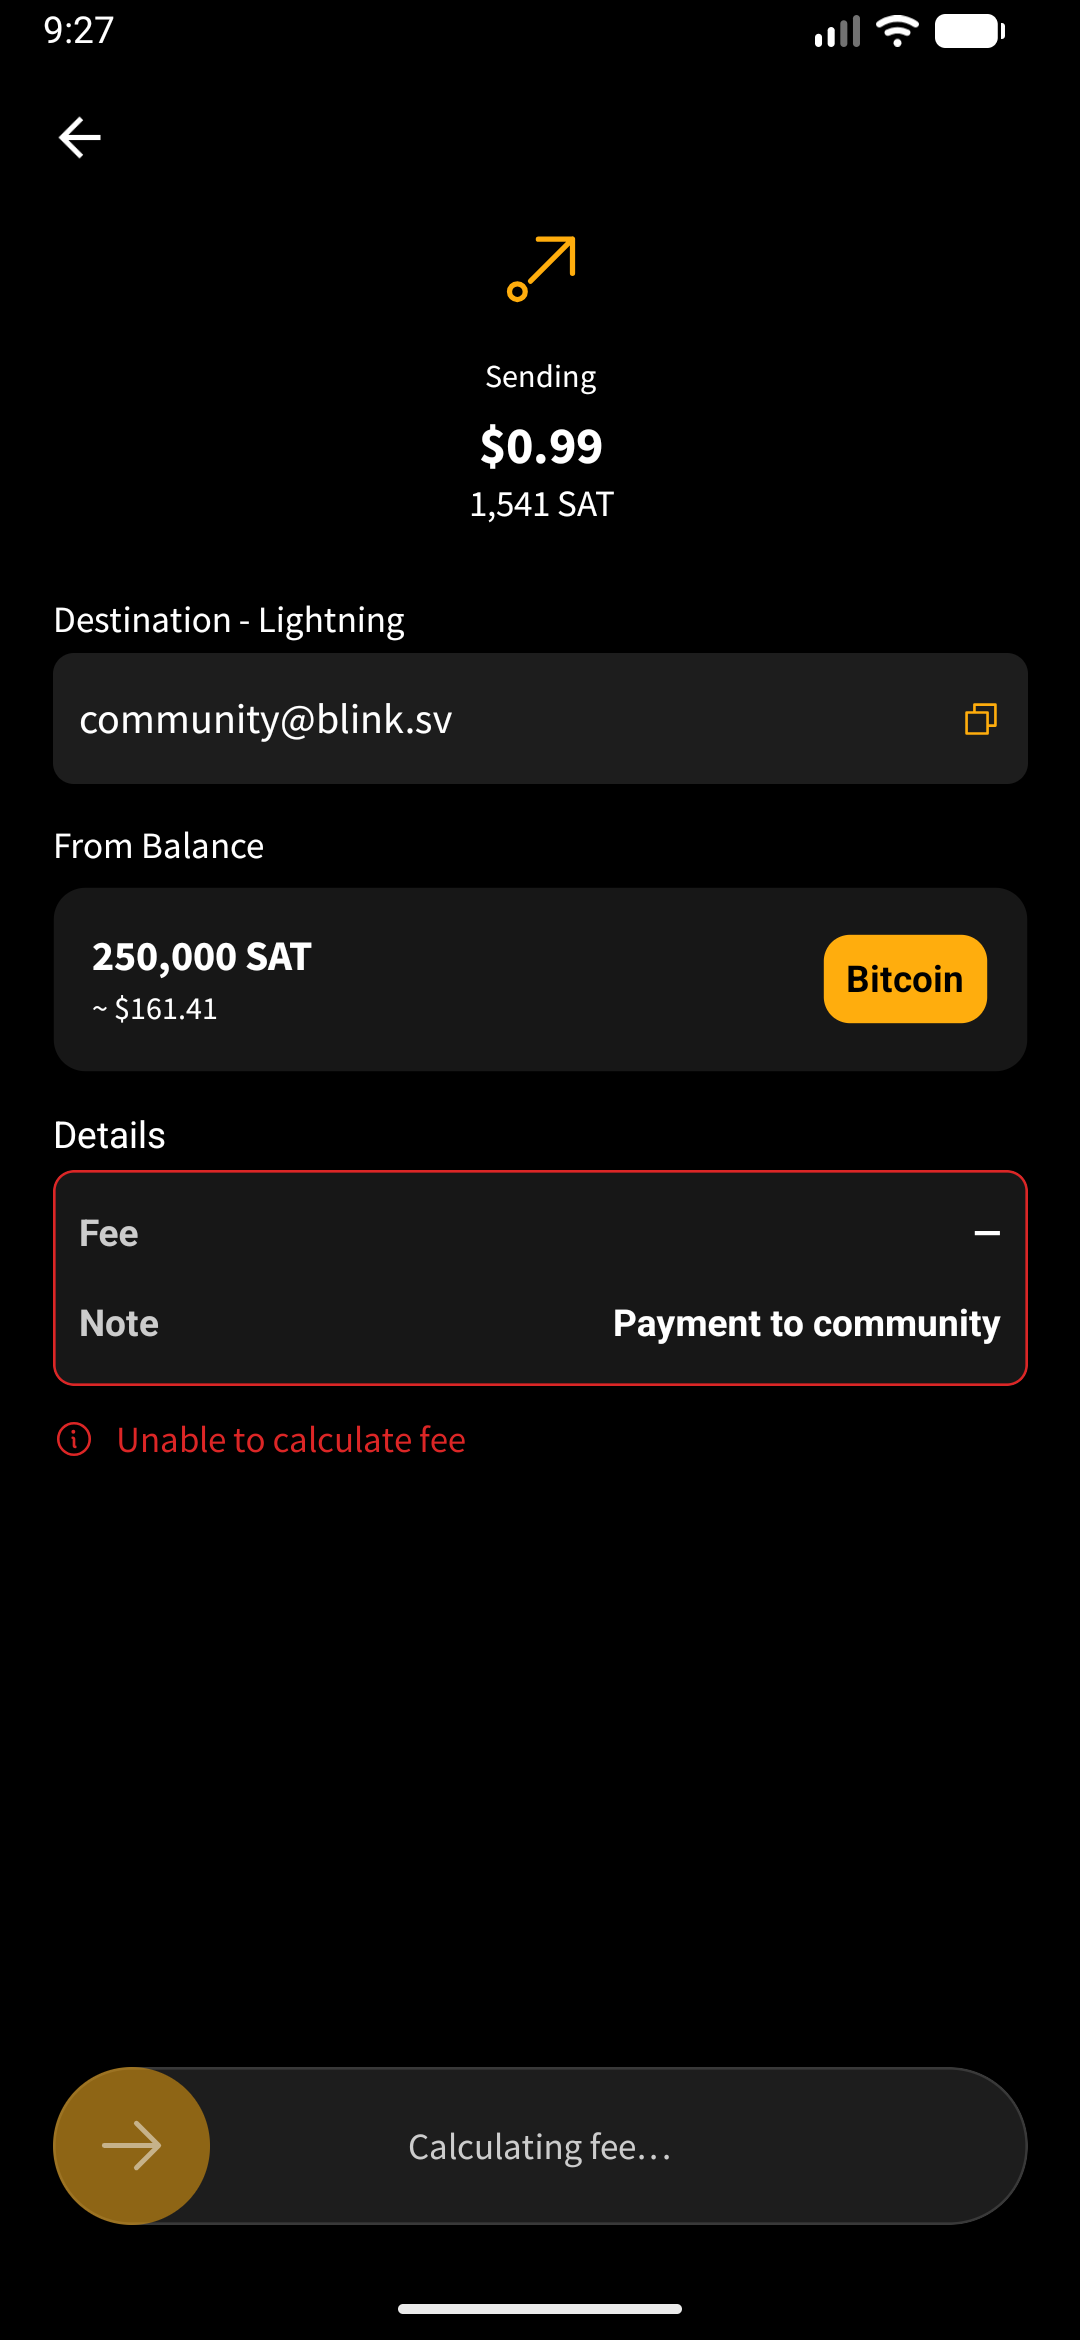 9:27
Sending
$0.99
1,541 SAT
Destination - Lightning
community@blink.sv
From Balance
250,000 SAT
~ $161.41
Bitcoin
Details
Fee –
Note Payment to community
Unable to calculate fee
Calculating fee...